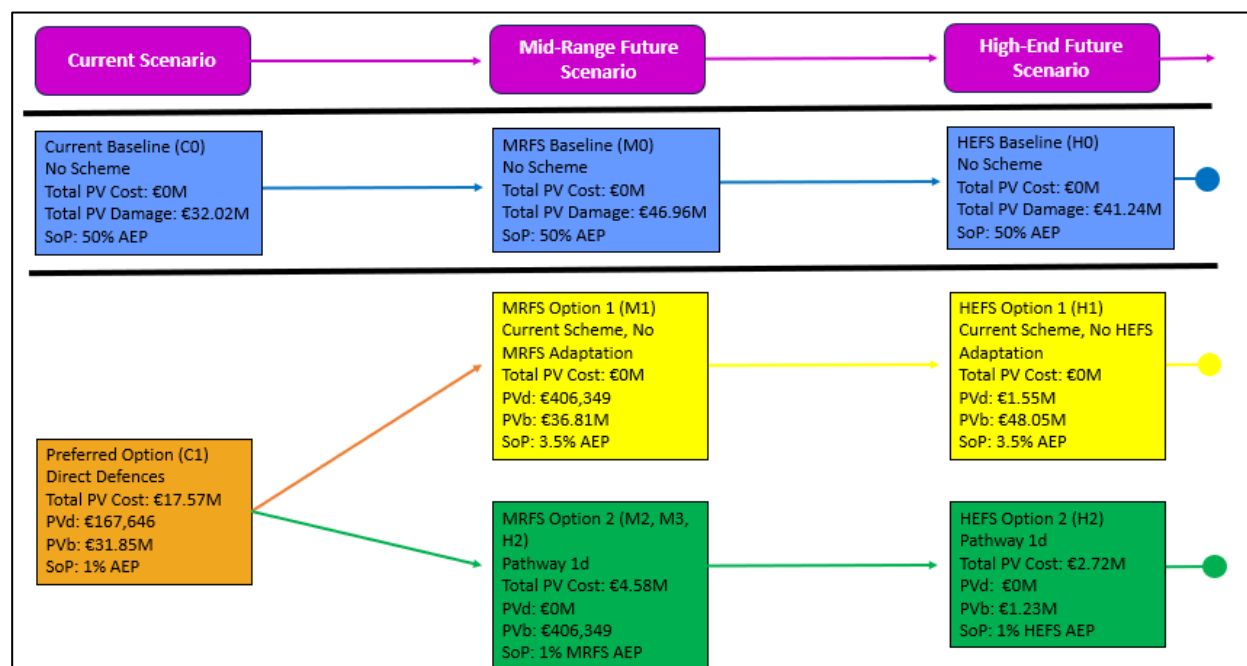 Current Scenario
Mid-Range Future
Scenario
High-End Future
Scenario
Current Baseline (C0)
No Scheme
Total PV Cost: €0M
Total PV Damage: €32.02M
SoP: 50% AEP
MRFS Baseline (M0)
No Scheme
Total PV Cost: €0M
Total PV Damage: €46.96M
SoP: 50% AEP
HEFS Baseline (H0)
No Scheme
Total PV Cost: €0M
Total PV Damage: €41.24M
SoP: 50% AEP
MRFS Option 1 (M1)
Current Scheme, No
MRFS Adaptation
Total PV Cost: €0M
PVd: €406,349
PVb: €36.81M
SoP: 3.5% AEP
HEFS Option 1 (H1)
Current Scheme, No HEFS
Adaptation
Total PV Cost: €0M
PVd: €1.55M
PVb: €48.05M
SoP: 3.5% AEP
Preferred Option (C1)
Direct Defences
Total PV Cost: €17.57M
PVd: €167,646
PVb: €31.85M
SoP: 1% AEP
MRFS Option 2 (M2, M3,
H2)
Pathway 1d
Total PV Cost: €4.58M
PVd: €0M
PVb: €406,349
SoP: 1% MRFS AEP
HEFS Option 2 (H2)
Pathway 1d
Total PV Cost: €2.72M
PVd: €0M
PVb: €1.23M
SoP: 1% HEFS AEP